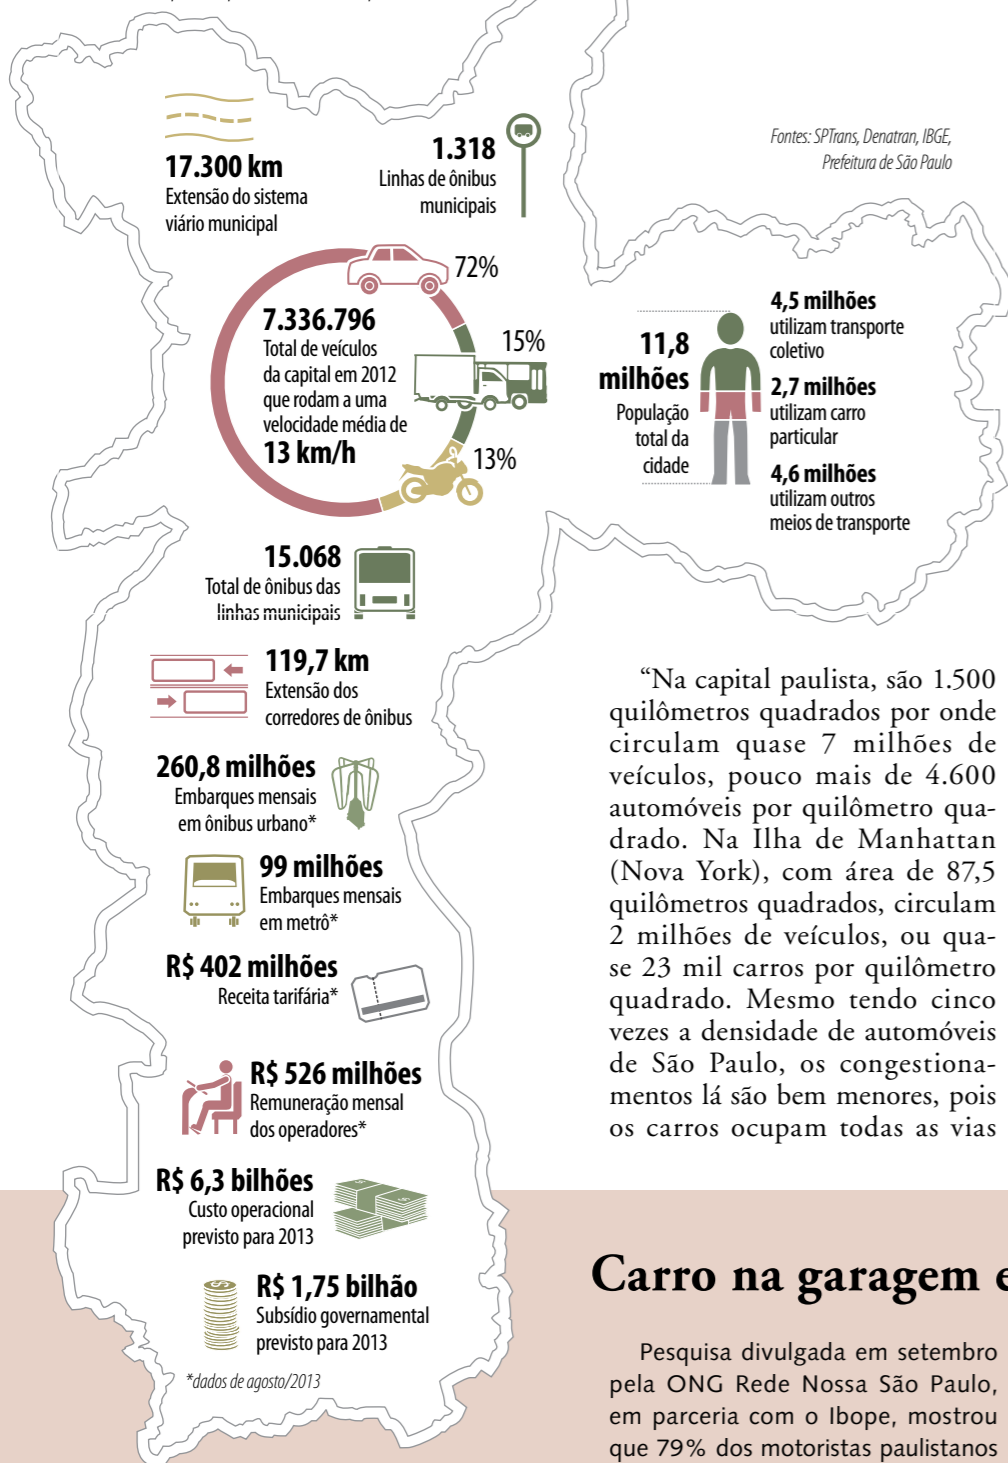 17.300 km
Extensão do sistema
viário municipal
1.318
Linhas de ônibus
municipais
Fontes: SPTrans, Denatran, IBGE,
Prefeitura de São Paulo
72%
15%
13%
7.336.796
Total de veículos
da capital em 2012
que rodam a uma
velocidade média de
13 km/h
11,8
milhões
População
total da
cidade
4,5 milhões
utilizam transporte
coletivo
2,7 milhões
utilizam carro
particular
4,6 milhões
utilizam outros
meios de transporte
15.068
Total de ônibus das
linhas municipais
119,7 km
Extensão dos
corredores de ônibus
260,8 milhões
Embarques mensais
em ônibus urbano*
99 milhões
Embarques mensais
em metrô*
R$ 402 milhões
Receita tarifária*
R$ 526 milhões
Remuneração mensal
dos operadores*
R$ 6,3 bilhões
Custo operacional
previsto para 2013
R$ 1,75 bilhão
Subsídio governamental
previsto para 2013
*dados de agosto/2013
“Na capital paulista, são 1.500
quilômetros quadrados por onde
circulam quase 7 milhões de
veículos, pouco mais de 4.600
automóveis por quilômetro qua-
drado. Na Ilha de Manhattan
(Nova York), com área de 87,5
quilômetros quadrados, circulam
2 milhões de veículos, ou qua-
se 23 mil carros por quilômetro
quadrado. Mesmo tendo cinco
vezes a densidade de automóveis
de São Paulo, os congestiona-
mentos lá são bem menores, pois
os carros ocupam todas as vias
Carro na garagem e
Pesquisa divulgada em setembro
pela ONG Rede Nossa São Paulo,
em parceria com o Ibope, mostrou
que 79% dos motoristas paulistanos